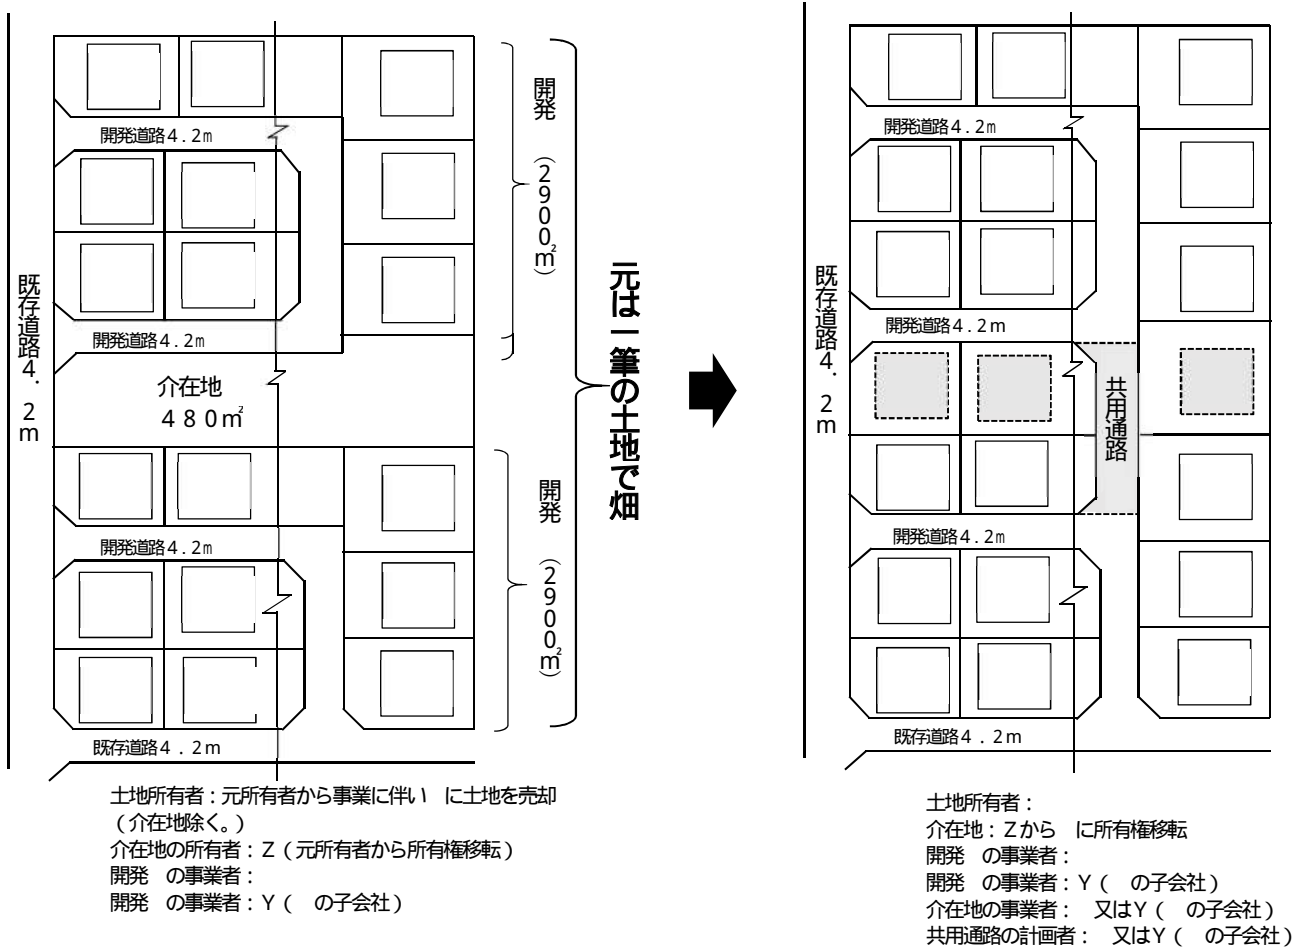 開発
（2900㎡）
開発道路4.2m
開発道路4.2m
既存道路4.2m
介在地
480㎡
元は一筆の土地で畑
開発
（2900㎡）
開発道路4.2m
既存道路4.2m
土地所有者：元所有者から事業に伴い　に土地を売却
（介在地除く。）
介在地の所有者：Z（元所有者から所有権移転）
開発　の事業者：
開発　の事業者：Y（　の子会社）
開発道路4.2m
開発道路4.2m
既存道路4.2m
共用通路
開発道路4.2m
既存道路4.2m
土地所有者：
介在地：Zから　に所有権移転
開発　の事業者：
開発　の事業者：Y（　の子会社）
介在地の事業者：　又はY（　の子会社）
共用通路の計画者：　又はY（　の子会社）